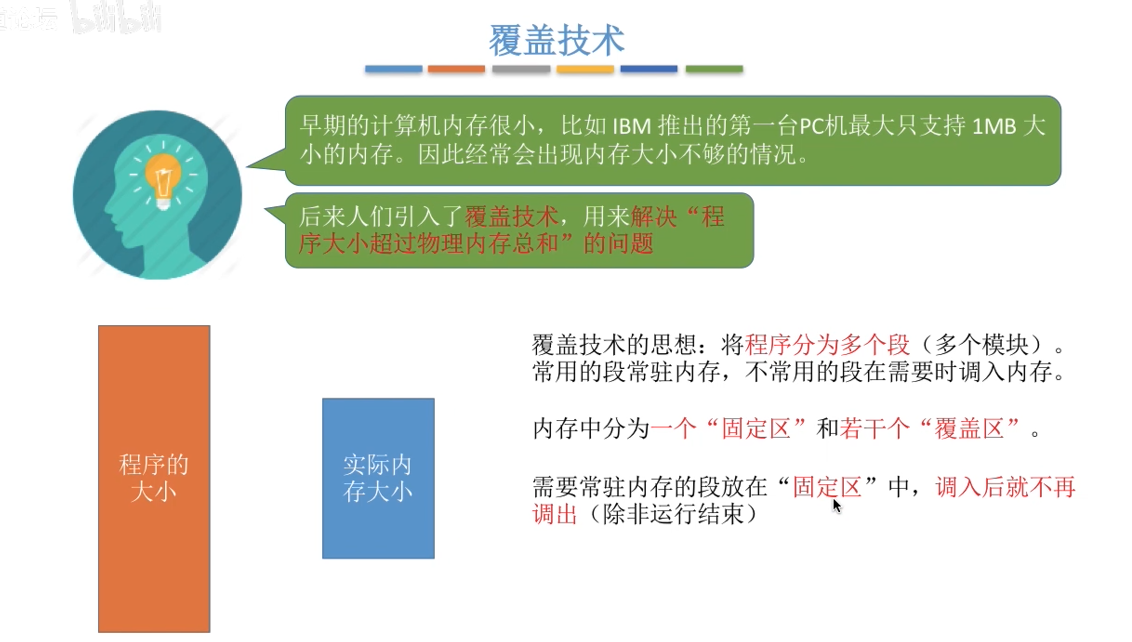 bilibili
覆盖技术
早期的计算机内存很小，比如 IBM 推出的第一台PC机最大只支持 1MB 大
小的内存。因此经常会出现内存大小不够的情况。
后来人们引入了覆盖技术，用来解决“程
序大小超过物理内存总和”的问题
程序的
大小
实际内
存大小
覆盖技术的思想：将程序分为多个段（多个模块）。
常用的段常驻内存，不常用的段在需要时调入内存。
内存中分为一个“固定区”和若干个“覆盖区”。
需要常驻内存的段放在“固定区”中，调入后就不再
调出（除非运行结束）